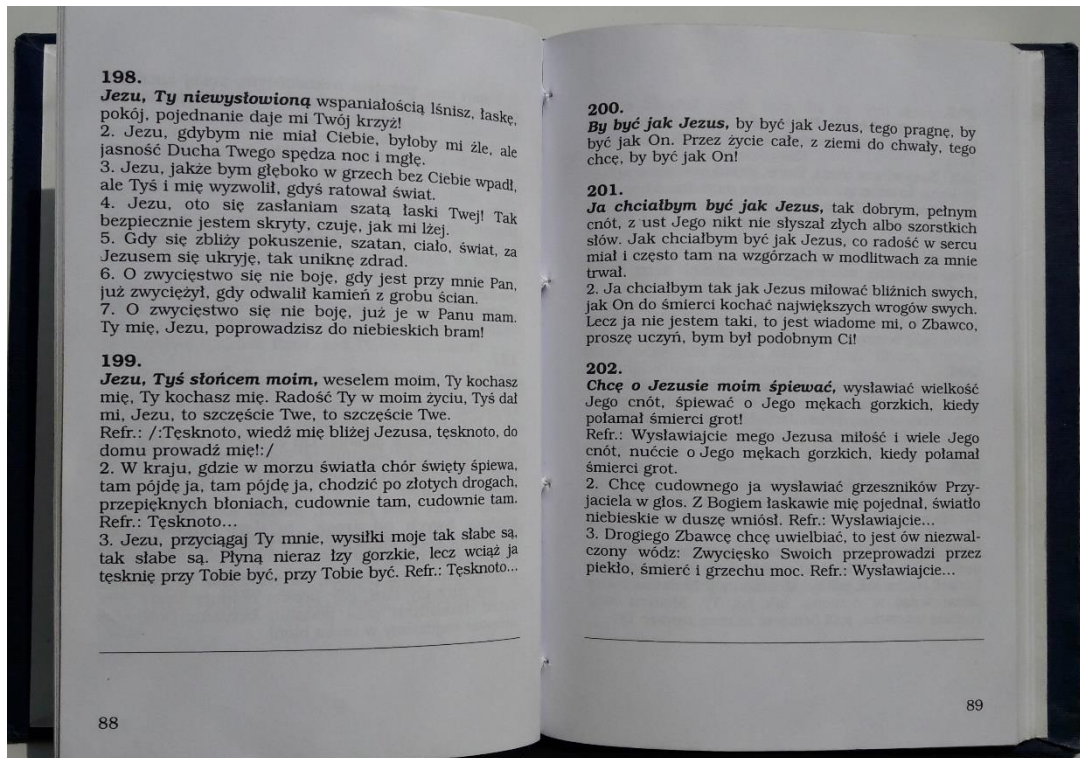 198.
Jezu, Ty niewysłowioną wspaniałością lśnisz, łaskę,
pokój, pojednanie daje mi Twój krzyż!
2. Jezu, gdybym nie miał Ciebie, byłoby mi źle, ale
jasność Ducha Twego spędza noc i mgłę.
3. Jezu, jakże bym głęboko w grzech bez Ciebie wpadł,
ale Tyś i mię wyzwolił, gdyś ratował świat.
4. Jezu, oto się zasłaniam szatą łaski Twej! Tak
bezpiecznie jestem skryty, czuję, jak mi lżej.
5. Gdy się zbliży pokuszenie, szatan, ciało, świat, za
Jezusem się ukryję, tak uniknę zdrad.
6. O zwycięstwo się nie boję, gdy jest przy mnie Pan,
już zwyciężył, gdy odwalił kamień z grobu ścian.
7. O zwycięstwo się nie boję, już je w Panu mam.
Ty mię, Jezu, poprowadzisz do niebieskich bram!
199.
Jezu, Tyś słońcem moim, weselem moim, Ty kochasz
mię, Ty kochasz mię. Radość Ty w moim życiu, Tyś dał
mi, Jezu, to szczęście Twe, to szczęście Twe.
Refr.: /:Tęsknoto, wiedź mię bliżej Jezusa, tęsknoto, do
domu prowadź mię!:/
2. W kraju, gdzie w morzu światła chór święty śpiewa,
tam pójdę ja, tam pójdę ja, chodzić po złotych drogach,
przepięknych błoniach, cudownie tam, cudownie tam.
Refr.: Tęsknoto...
3. Jezu, przyciągaj Ty mnie, wysiłki moje tak słabe są,
tak słabe są. Płyną nieraz łzy gorzkie, lecz wciąż ja
tęsknię przy Tobie być, przy Tobie być. Refr.: Tęsknoto...
88
200.
By być jak Jezus, by być jak Jezus, tego pragnę, by
być jak On. Przez życie całe, z ziemi do chwały, tego
chcę, by być jak On!
201.
Ja chciałbym być jak Jezus, tak dobrym, pełnym
cnót, z ust Jego nikt nie słyszał złych albo szorstkich
słów. Jak chciałbym być jak Jezus, co radość w sercu
miał i często tam na wzgórzach w modlitwach za mnie
trwał.
2. Ja chciałbym tak jak Jezus miłować bliźnich swych,
jak On do śmierci kochać największych wrogów swych.
Lecz ja nie jestem taki, to jest wiadome mi, o Zbawco,
proszę uczyń, bym był podobnym Ci!
202.
Chcę o Jezusie moim śpiewać, wysławiać wielkość
Jego cnót, śpiewać o Jego mękach gorzkich, kiedy
połamał śmierci grot!
Refr.: Wysławiajcie mego Jezusa miłość i wiele Jego
cnót, nućcie o Jego mękach gorzkich, kiedy połamał
śmierci grot.
2. Chcę cudownego ja wysławiać grzeszników Przy-
jaciela w głos. Z Bogiem łaskawie mię pojednał, światło
niebieskie w duszę wniósł. Refr.: Wysławiajcie...
3. Drogiego Zbawcę chcę uwielbiać, to jest ów niezwal-
czony wódz: Zwycięsko Swoich przeprowadzi przez
piekło, śmierć i grzechu moc. Refr.: Wysławiajcie...
89